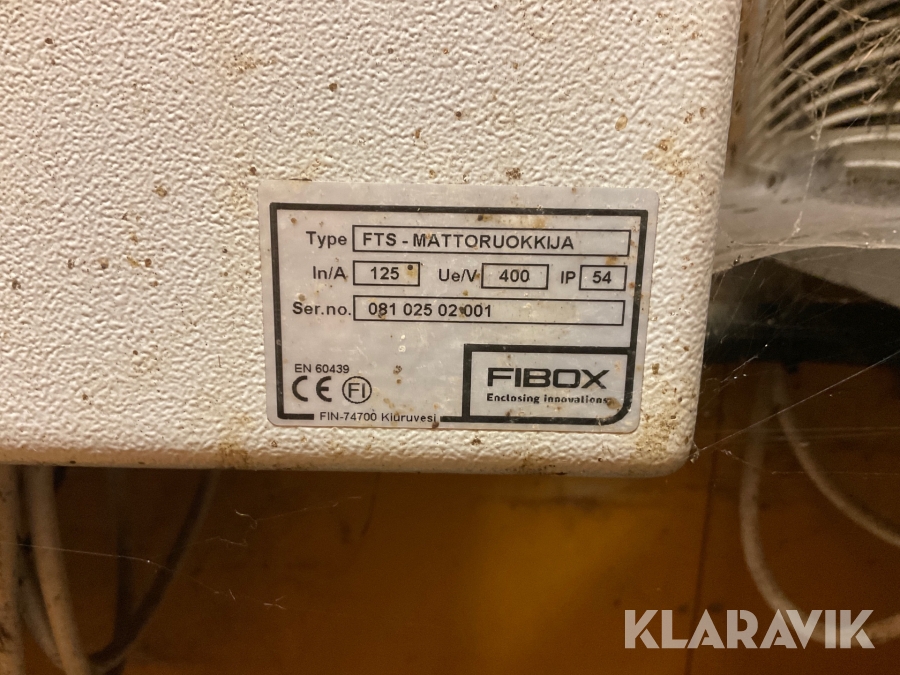 Type FTS - MATTORUOKKIJA
In/A 125 Ue/V 400 IP 54
Ser.no. 081 025 02 001
EN 60439
CE FI
FIBOX
Enclosing innovations
FIN-74700 Kiuruvesi
KLARAVIK